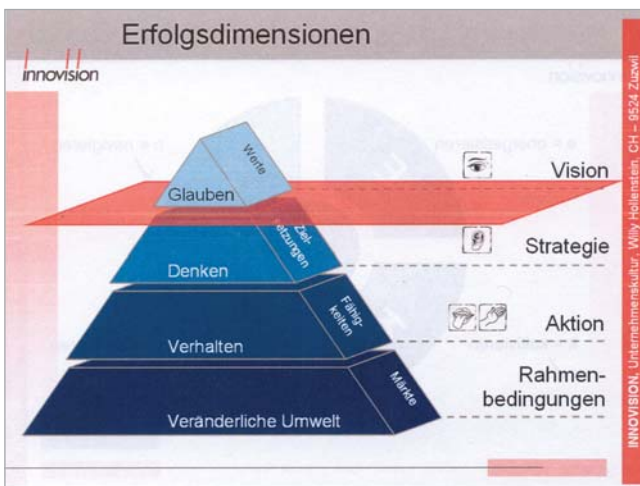 Erfolgsdimensionen
innovision
Werte
Glauben
Vision
Ziel-
setzungen
Denken
Strategie
Fähig-
keiten
Verhalten
Aktion
Märkte
Veränderliche Umwelt
Rahmen-
bedingungen
INNOVISION, Unternehmenskultur, Willy Hollenstein, CH – 9524 Zuzwil